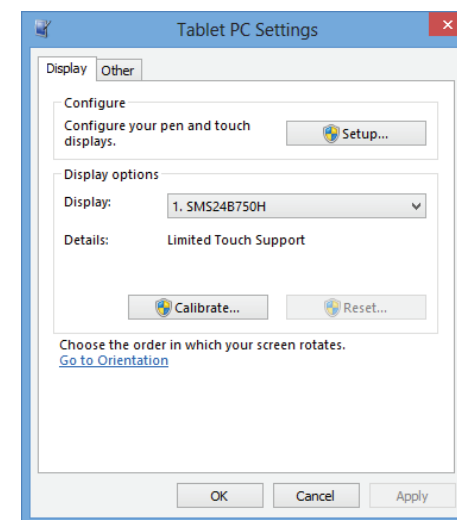 Tablet PC Settings
Display Other
Configure
Configure your pen and touch
displays.
Setup...
Display options
Display: 1. SMS24B750H
Details: Limited Touch Support
Calibrate... Reset...
Choose the order in which your screen rotates.
Go to Orientation
OK Cancel Apply